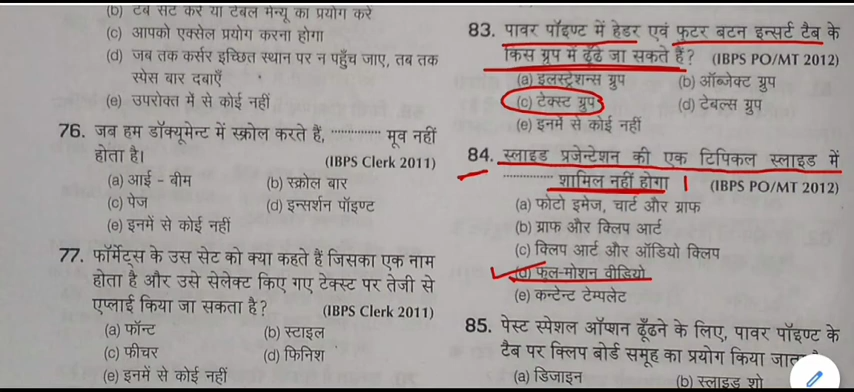 (b) टैब सेट करें या टेबल मेन्यू का प्रयोग करें
(c) आपको एक्सेल प्रयोग करना होगा
(d) जब तक कर्सर इच्छित स्थान पर न पहुँच जाए, तब तक
स्पेस बार दबाएँ
(e) उपरोक्त में से कोई नहीं
76. जब हम डॉक्यूमेन्ट में स्क्रोल करते हैं, ............... मूव नहीं
होता है। (IBPS Clerk 2011)
(a) आई - बीम (b) स्क्रोल बार
(c) पेज (d) इन्सर्शन पॉइण्ट
(e) इनमें से कोई नहीं
77. फॉर्मेट्स के उस सेट को क्या कहते हैं जिसका एक नाम
होता है और उसे सेलेक्ट किए गए टैक्स्ट पर तेजी से
एप्लाई किया जा सकता है? (IBPS Clerk 2011)
(a) फॉन्ट (b) स्टाइल
(c) फीचर (d) फिनिश
(e) इनमें से कोई नहीं
83. पावर पॉइण्ट में हेडर एवं फुटर बटन इन्सर्ट टैब के
किस ग्रुप में ढूँढे जा सकते हैं? (IBPS PO/MT 2012)
(a) इलस्ट्रेशन्स ग्रुप (b) ऑब्जेक्ट ग्रुप
(c) टेक्स्ट ग्रुप (d) टेबल्स ग्रुप
(e) इनमें से कोई नहीं
84. स्लाइड प्रजेन्टेशन की एक टिपिकल स्लाइड में
............... शामिल नहीं होगा। (IBPS PO/MT 2012)
(a) फोटो इमेज, चार्ट और ग्राफ
(b) ग्राफ और क्लिप आर्ट
(c) क्लिप आर्ट और ऑडियो क्लिप
(d) फुल-मोशन वीडियो
(e) कन्टेन्ट टेम्पलेट
85. पेस्ट स्पेशल ऑप्शन ढूँढने के लिए, पावर पॉइण्ट के
टैब पर क्लिप बोर्ड समूह का प्रयोग किया जाता
(a) डिजाइन (b) स्लाइड शो